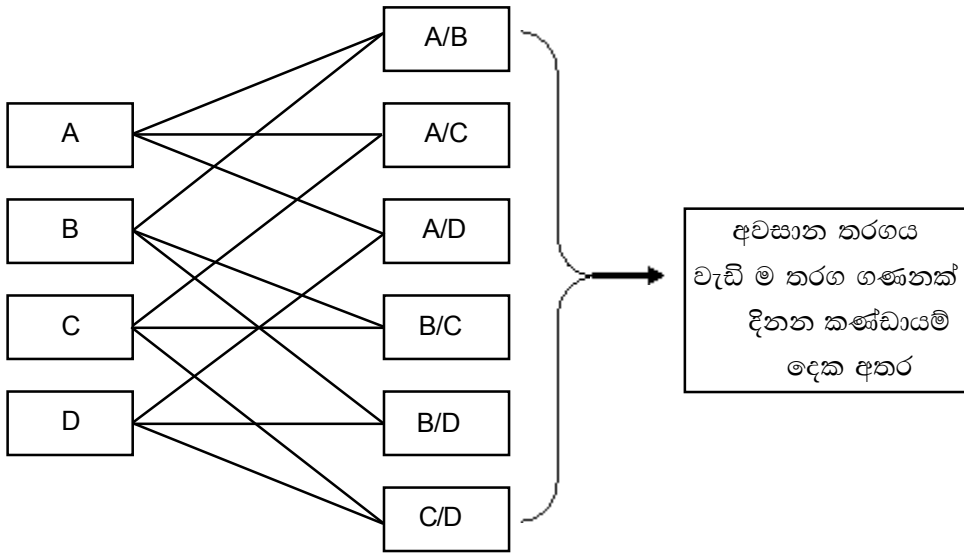 A
B
C
D
A/B
A/C
A/D
B/C
B/D
C/D
අවසාන තරගය
වැඩි ම තරග ගණනක්
දිනන කණ්ඩායම්
දෙක අතර